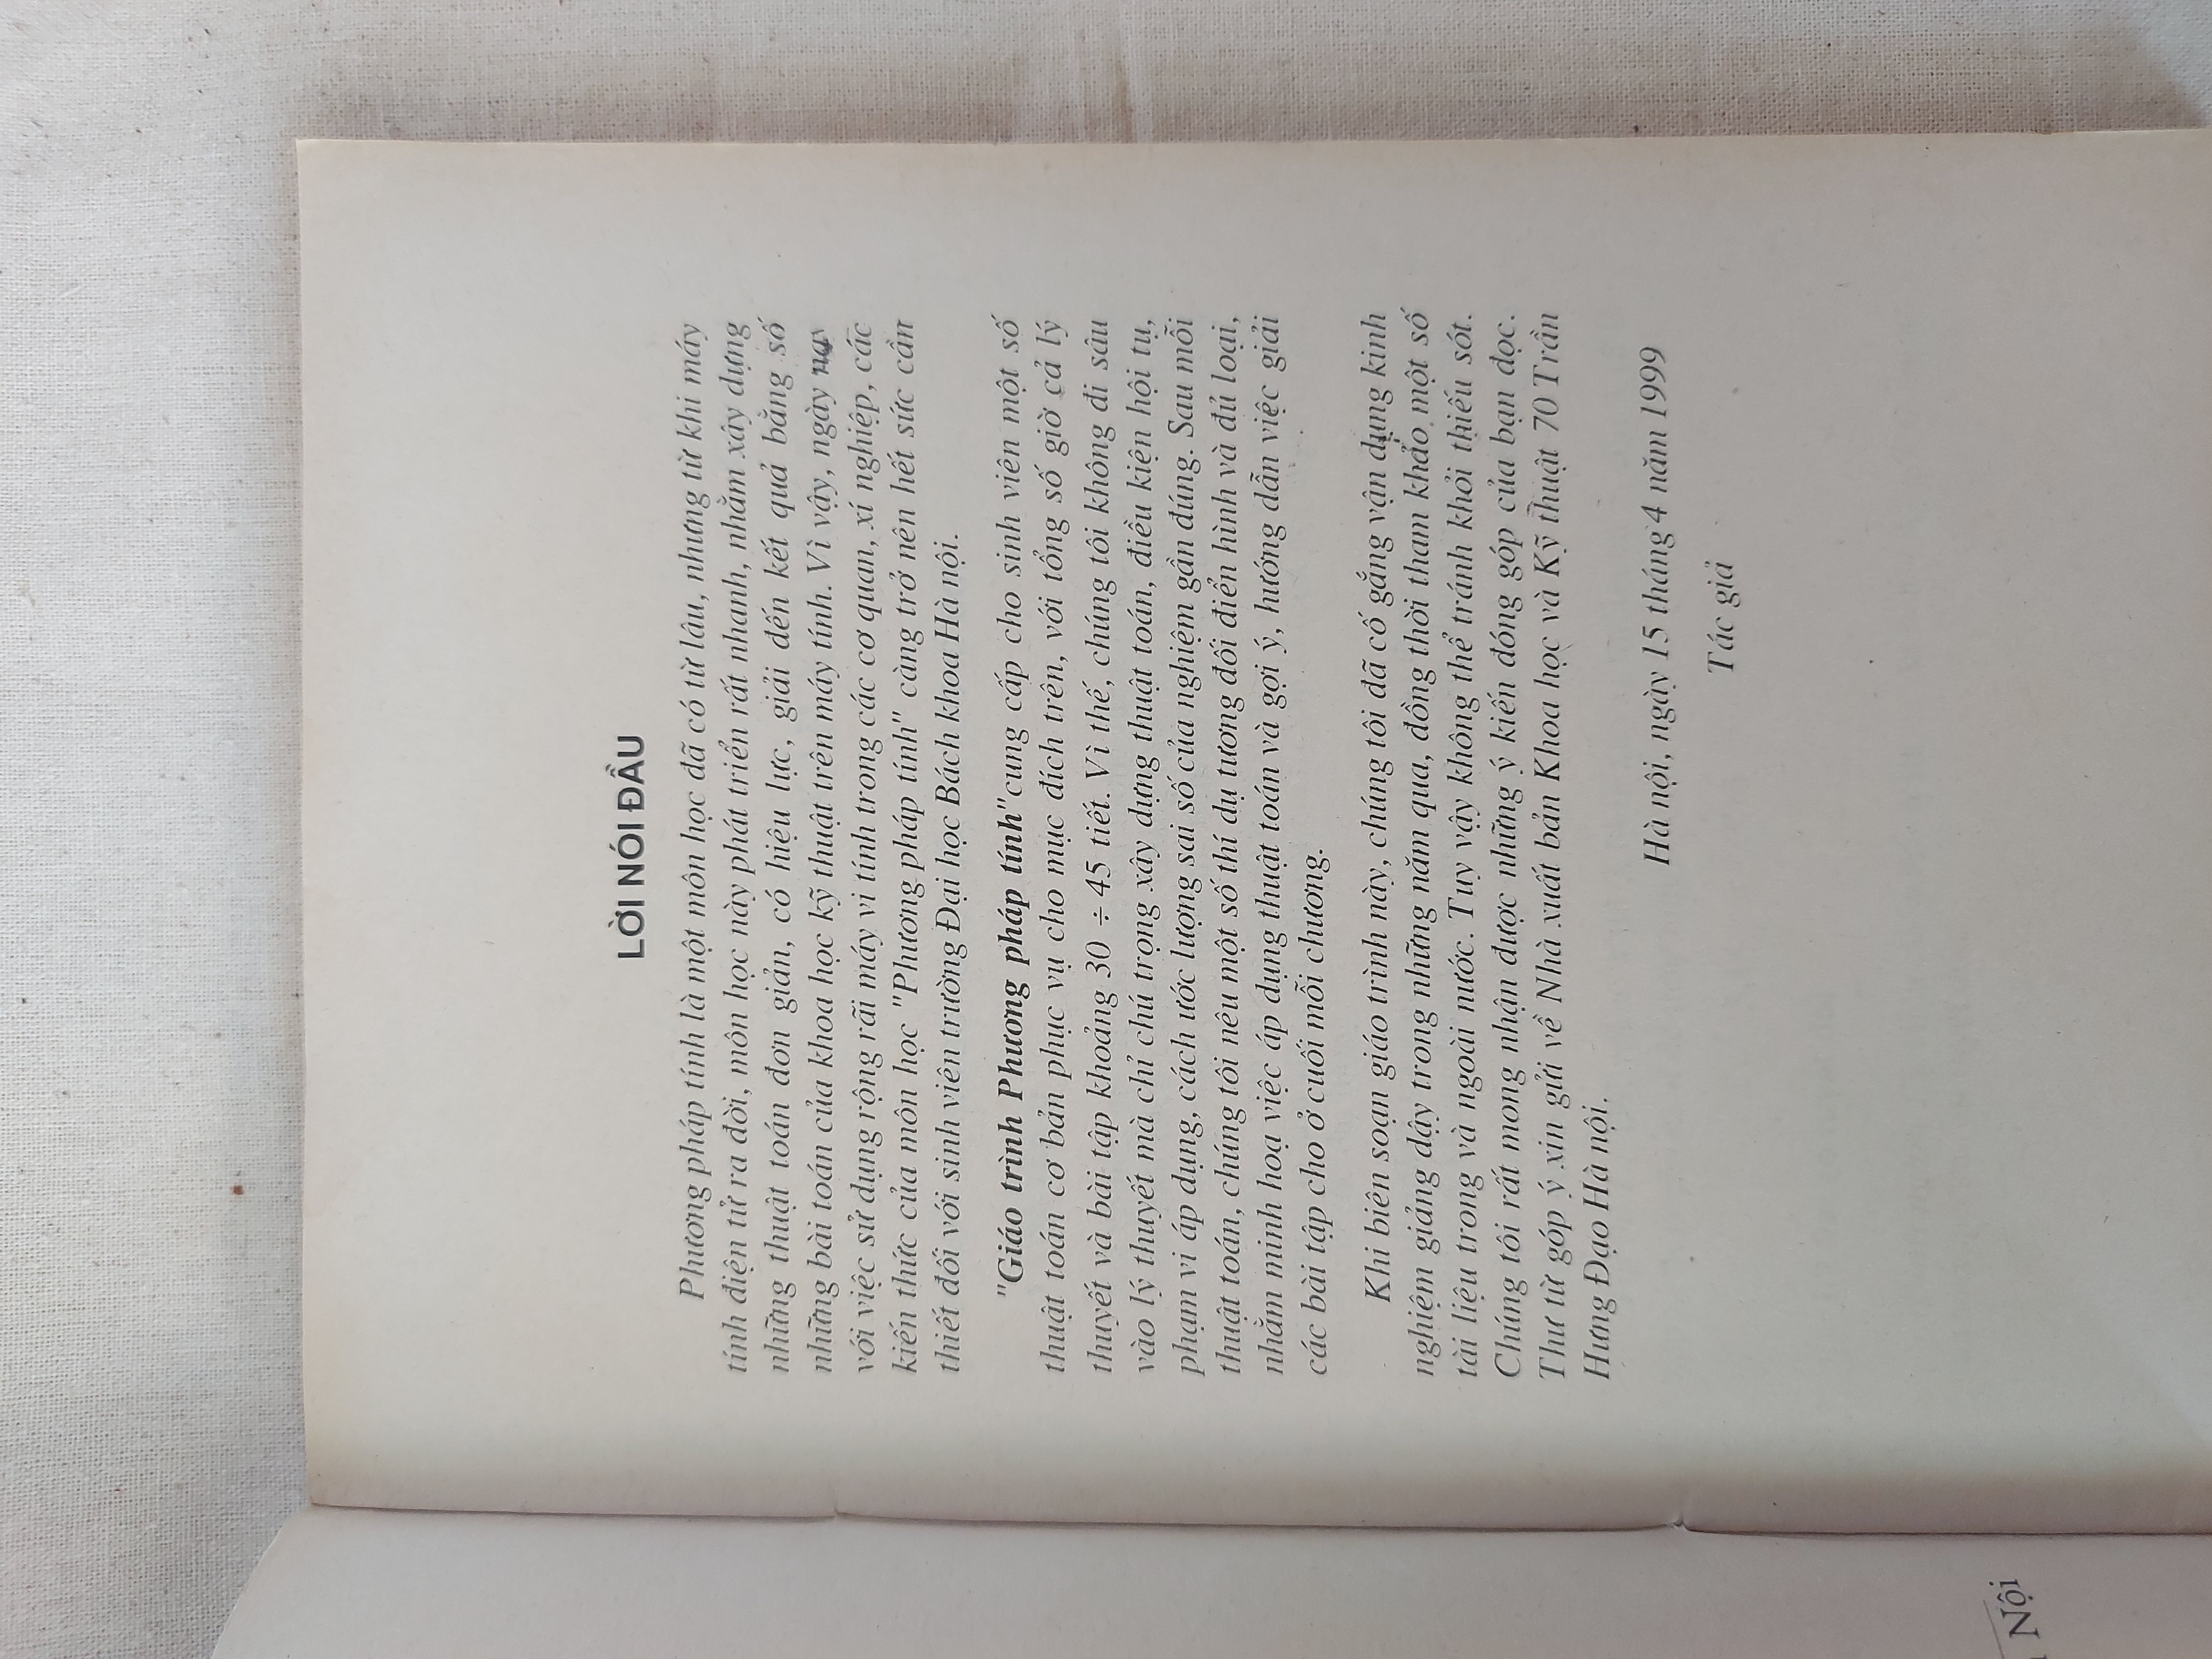 LỜI NÓI ĐẦU
Phương pháp tính là một môn học đã có từ lâu, nhưng từ khi máy
tính điện tử ra đời, môn học này phát triển rất nhanh, nhằm xây dựng
những thuật toán đơn giản, có hiệu lực, giải đến kết quả bằng số
những bài toán của khoa học kỹ thuật trên máy tính. Vì vậy, ngày nay
với việc sử dụng rộng rãi máy vi tính trong các cơ quan, xí nghiệp, các
kiến thức của môn học "Phương pháp tính" càng trở nên hết sức cần
thiết đối với sinh viên trường Đại học Bách khoa Hà nội.
"Giáo trình Phương pháp tính" cung cấp cho sinh viên một số
thuật toán cơ bản phục vụ cho mục đích trên, với tổng số giờ cả lý
thuyết và bài tập khoảng 30 ÷ 45 tiết. Vì thế, chúng tôi không đi sâu
vào lý thuyết mà chỉ chú trọng xây dựng thuật toán, điều kiện hội tụ,
phạm vi áp dụng, cách ước lượng sai số của nghiệm gần đúng. Sau mỗi
thuật toán, chúng tôi nêu một số thí dụ tương đối điển hình và đủ loại,
nhằm minh hoạ việc áp dụng thuật toán và gợi ý, hướng dẫn việc giải
các bài tập cho ở cuối mỗi chương.
Khi biên soạn giáo trình này, chúng tôi đã cố gắng vận dụng kinh
nghiệm giảng dậy trong những năm qua, đồng thời tham khảo một số
tài liệu trong và ngoài nước. Tuy vậy không thể tránh khỏi thiếu sót.
Chúng tôi rất mong nhận được những ý kiến đóng góp của bạn đọc.
Thư từ góp ý xin gửi về Nhà xuất bản Khoa học và Kỹ thuật 70 Trần
Hưng Đạo Hà nội.
Hà nội, ngày 15 tháng 4 năm 1999
Tác giả
Nội